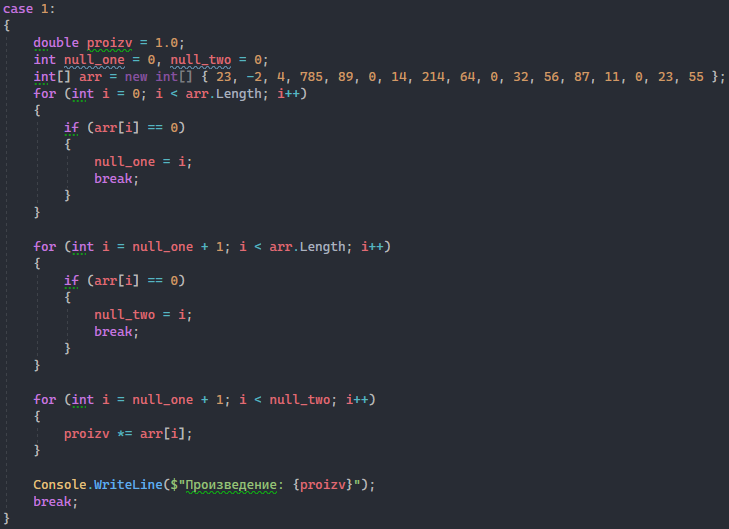 case 1:
{
double proizv = 1.0;
int null_one = 0, null_two = 0;
int[] arr = new int[] { 23, -2, 4, 785, 89, 0, 14, 214, 64, 0, 32, 56, 87, 11, 0, 23, 55 };
for (int i = 0; i < arr.Length; i++)
{
if (arr[i] == 0)
{
null_one = i;
break;
}
}
for (int i = null_one + 1; i < arr.Length; i++)
{
if (arr[i] == 0)
{
null_two = i;
break;
}
}
for (int i = null_one + 1; i < null_two; i++)
{
proizv *= arr[i];
}
Console.WriteLine($"Произведение: {proizv}");
break;
}